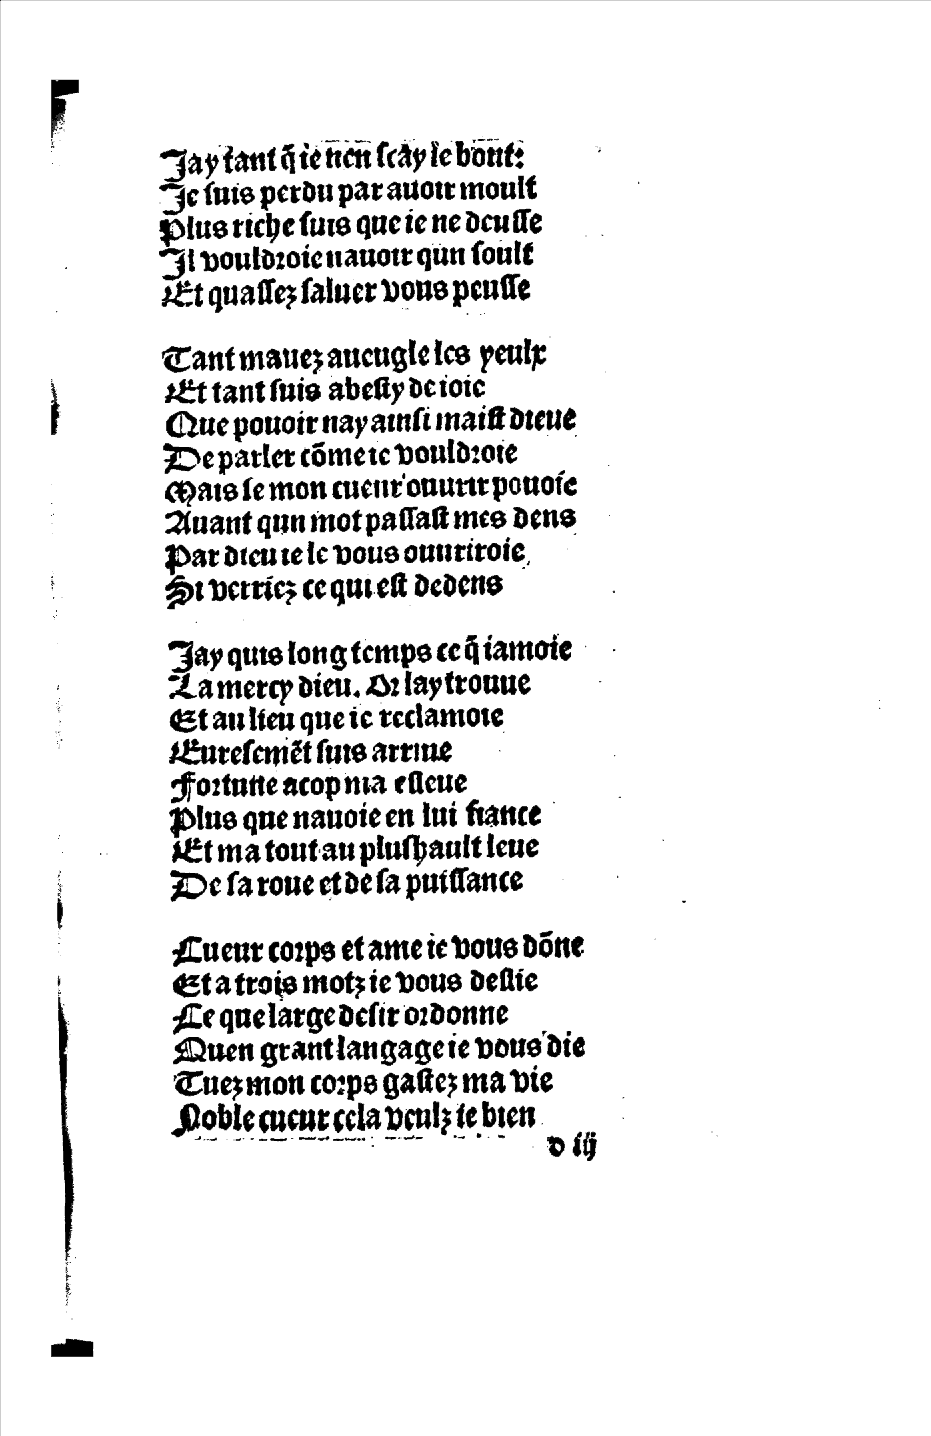 Jay tant q̃ ie nen scay le bout:
Je suis perdu par auoir moult
Plus riche suis que ie ne deusse
Il vouldroie nauoir qun soult
Et quassez saluer vous peusse
Tant mauez aueugle les yeulx
Et tant suis abesty de ioie
Que pouoir nay ainsi maist dieue
De parler cõme ie vouldroie
Mais se mon cueur ouurir pouoie
Auant qun mot passast mes dens
Par dieu ie le vous ouuriroie
Si verriez ce qui est dedens
Jay quis long temps ce q̃ iamoie
La mercy dieu. Or lay trouue
Et au lieu que ie reclamoie
Euresemẽt suis arriue
Fortune acop ma esleue
Plus que nauoie en lui fiance
Et ma tout au plushault leue
De sa roue et de sa puissance
Cueur corps et ame ie vous dõne
Et a trois motz ie vous deslie
Ce que large desir ordonne
Quen grant langage ie vous die
Tuez mon corps gastez ma vie
Noble cueur cela veulz ie bien
d iij